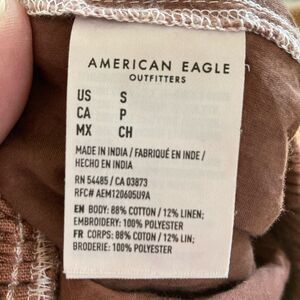 AMERICAN EAGLE
OUTFITTERS
US S
CA P
MX CH
MADE IN INDIA / FABRIQUÉ EN INDE /
HECHO EN INDIA
RN 54485 / CA 03873
RFC# AEM120605U9A
EN BODY: 88% COTTON / 12% LINEN;
EMBROIDERY: 100% POLYESTER
FR CORPS: 88% COTTON / 12% LIN;
BRODERIE: 100% POLYESTER